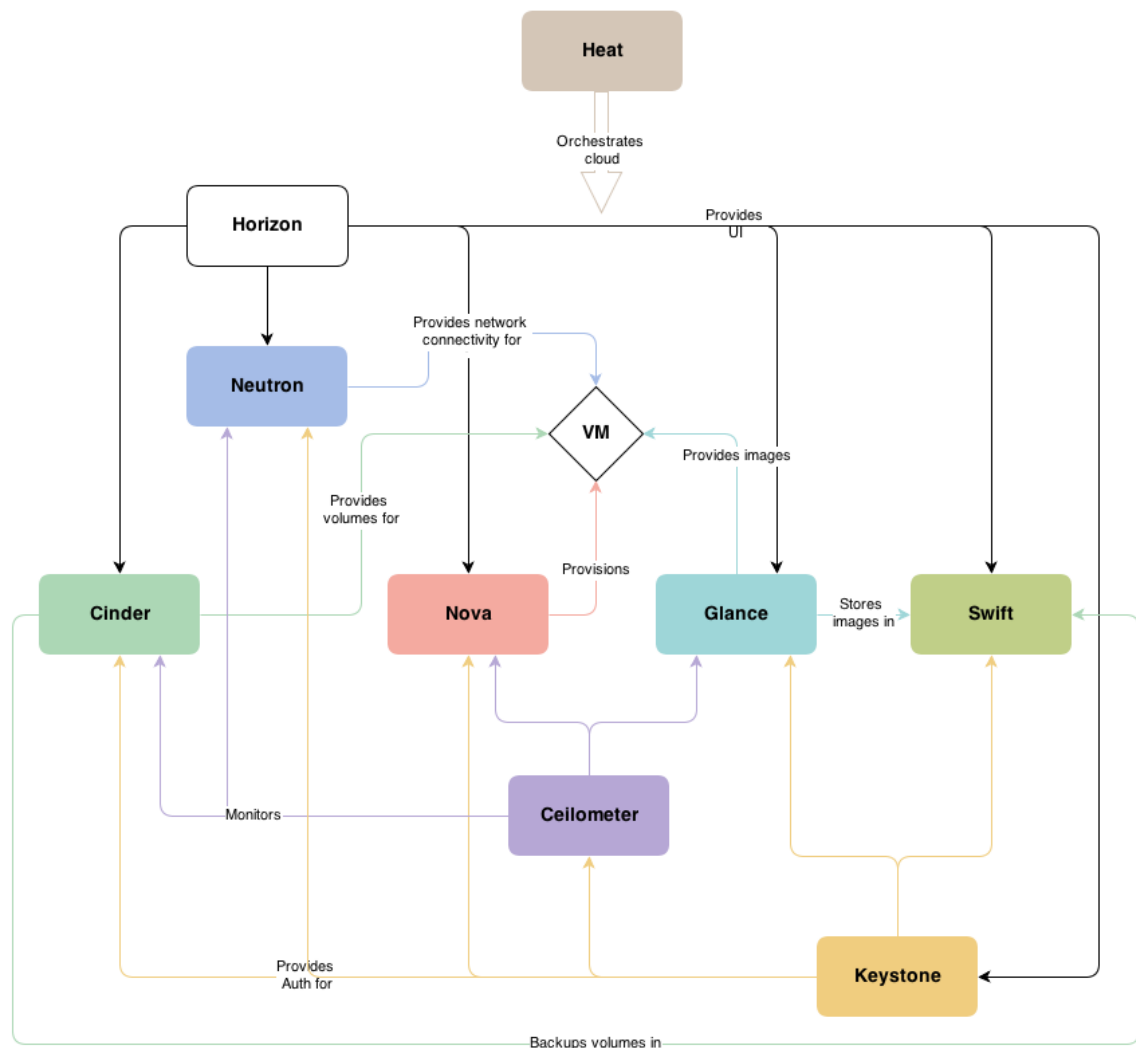 Heat
Orchestrates
cloud
Horizon
Provides
UI
Provides network
connectivity for
Neutron
VM
Provides images
Provides
volumes for
Provisions
Cinder
Nova
Glance
Stores
images in
Swift
Monitors
Ceilometer
Provides
Auth for
Keystone
Backups volumes in